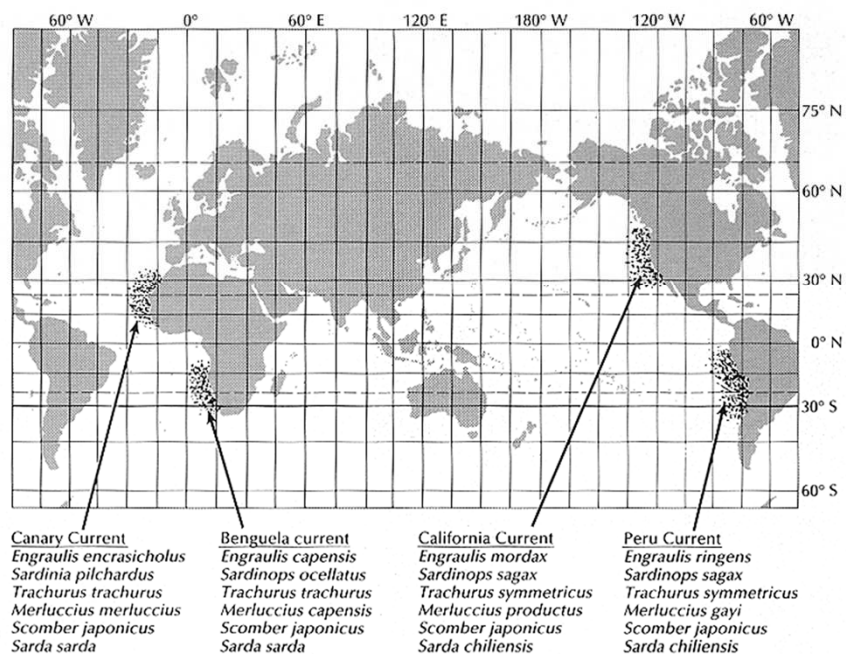 60° W 0° 60° E 120° E 180° W 120° W 60° W
75° N
60° N
30° N
0° N
30° S
60° S
Canary Current
Engraulis encrasicholus
Sardinia pilchardus
Trachurus trachurus
Merluccius merluccius
Scomber japonicus
Sarda sarda
Benguela current
Engraulis capensis
Sardinops ocellatus
Trachurus trachurus
Merluccius capensis
Scomber japonicus
Sarda sarda
California Current
Engraulis mordax
Sardinops sagax
Trachurus symmetricus
Merluccius productus
Scomber japonicus
Sarda chiliensis
Peru Current
Engraulis ringens
Sardinops sagax
Trachurus symmetricus
Merluccius gayi
Scomber japonicus
Sarda chiliensis